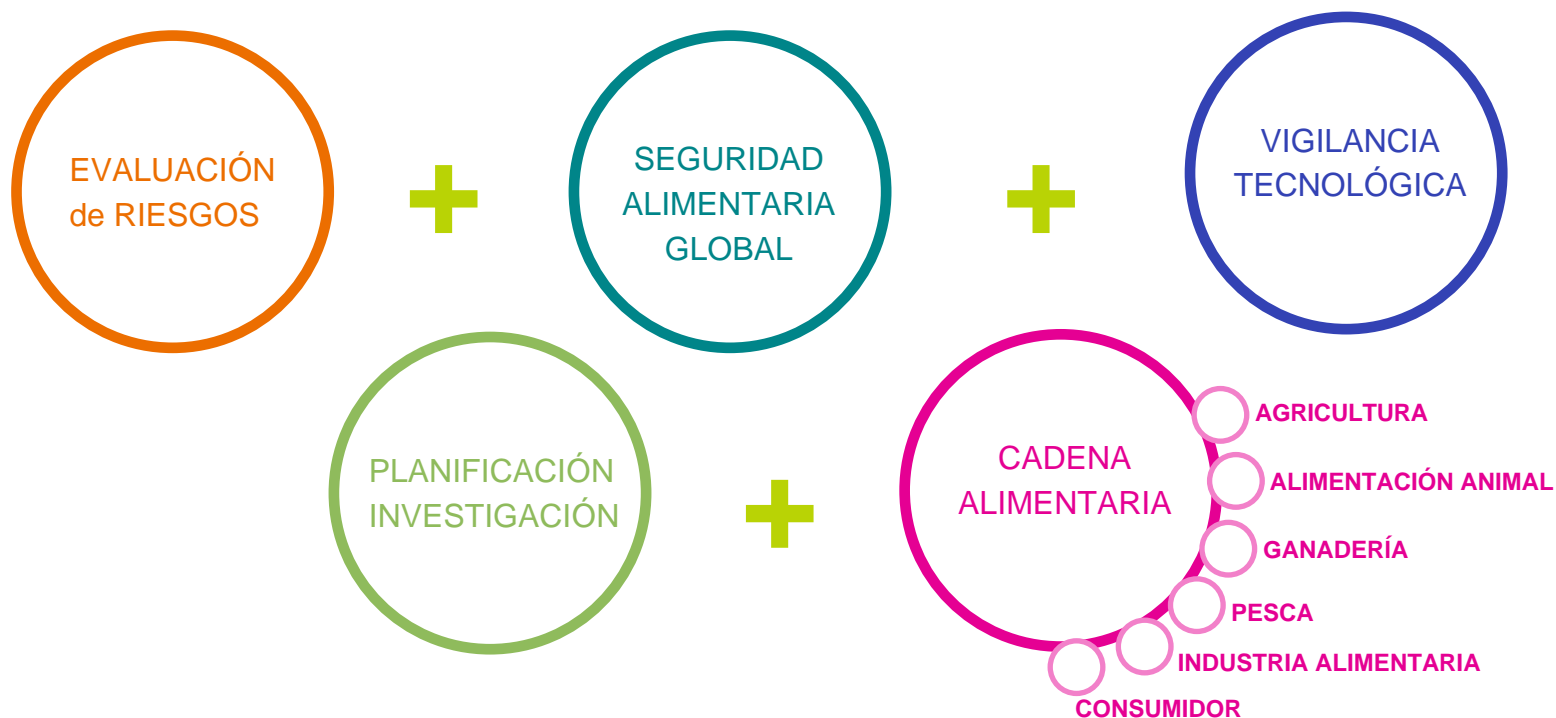 EVALUACIÓN
de RIESGOS
SEGURIDAD
ALIMENTARIA
GLOBAL
VIGILANCIA
TECNOLÓGICA
PLANIFICACIÓN
INVESTIGACIÓN
CADENA
ALIMENTARIA
AGRICULTURA
ALIMENTACIÓN ANIMAL
GANADERÍA
PESCA
INDUSTRIA ALIMENTARIA
CONSUMIDOR